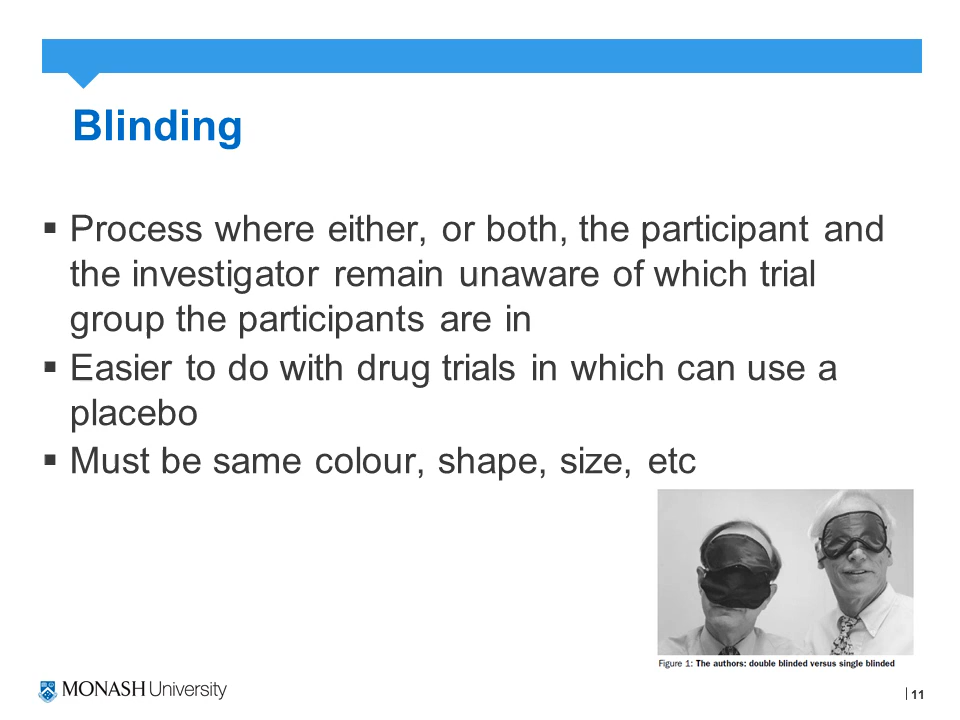 Blinding
▪ Process where either, or both, the participant and
the investigator remain unaware of which trial
group the participants are in
▪ Easier to do with drug trials in which can use a
placebo
▪ Must be same colour, shape, size, etc
Figure 1: The authors: double blinded versus single blinded
MONASH University
11